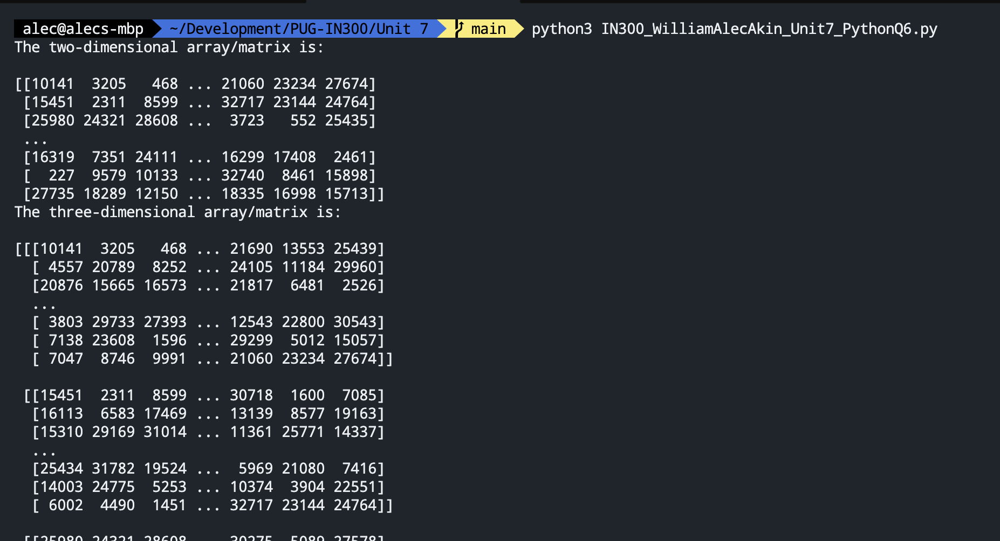 alec@alecs-mbp ~/Development/PUG-IN300/Unit 7 main python3 IN300_WilliamAlecAkin_Unit7_PythonQ6.py
The two-dimensional array/matrix is:

[[10141  3205   468 ... 21060 23234 27674]
 [15451  2311  8599 ... 32717 23144 24764]
 [25980 24321 28608 ...  3723   552 25435]
 ...
 [16319  7351 24111 ... 16299 17408  2461]
 [  227  9579 10133 ... 32740  8461 15898]
 [27735 18289 12150 ... 18335 16998 15713]]
The three-dimensional array/matrix is:

[[[10141  3205   468 ... 21690 13553 25439]
  [ 4557 20789  8252 ... 24105 11184 29960]
  [20876 15665 16573 ... 21817  6481  2526]
  ...
  [ 3803 29733 27393 ... 12543 22800 30543]
  [ 7138 23608  1596 ... 29299  5012 15057]
  [ 7047  8746  9991 ... 21060 23234 27674]]

 [[15451  2311  8599 ... 30718  1600  7085]
  [16113  6583 17469 ... 13139  8577 19163]
  [15310 29169 31014 ... 11361 25771 14337]
  ...
  [25434 31782 19524 ...  5969 21080  7416]
  [14003 24775  5253 ... 10374  3904 22551]
  [ 6002  4490  1451 ... 32717 23144 24764]]

 [[25980 24321 28608 ... 30275  5089 27578]